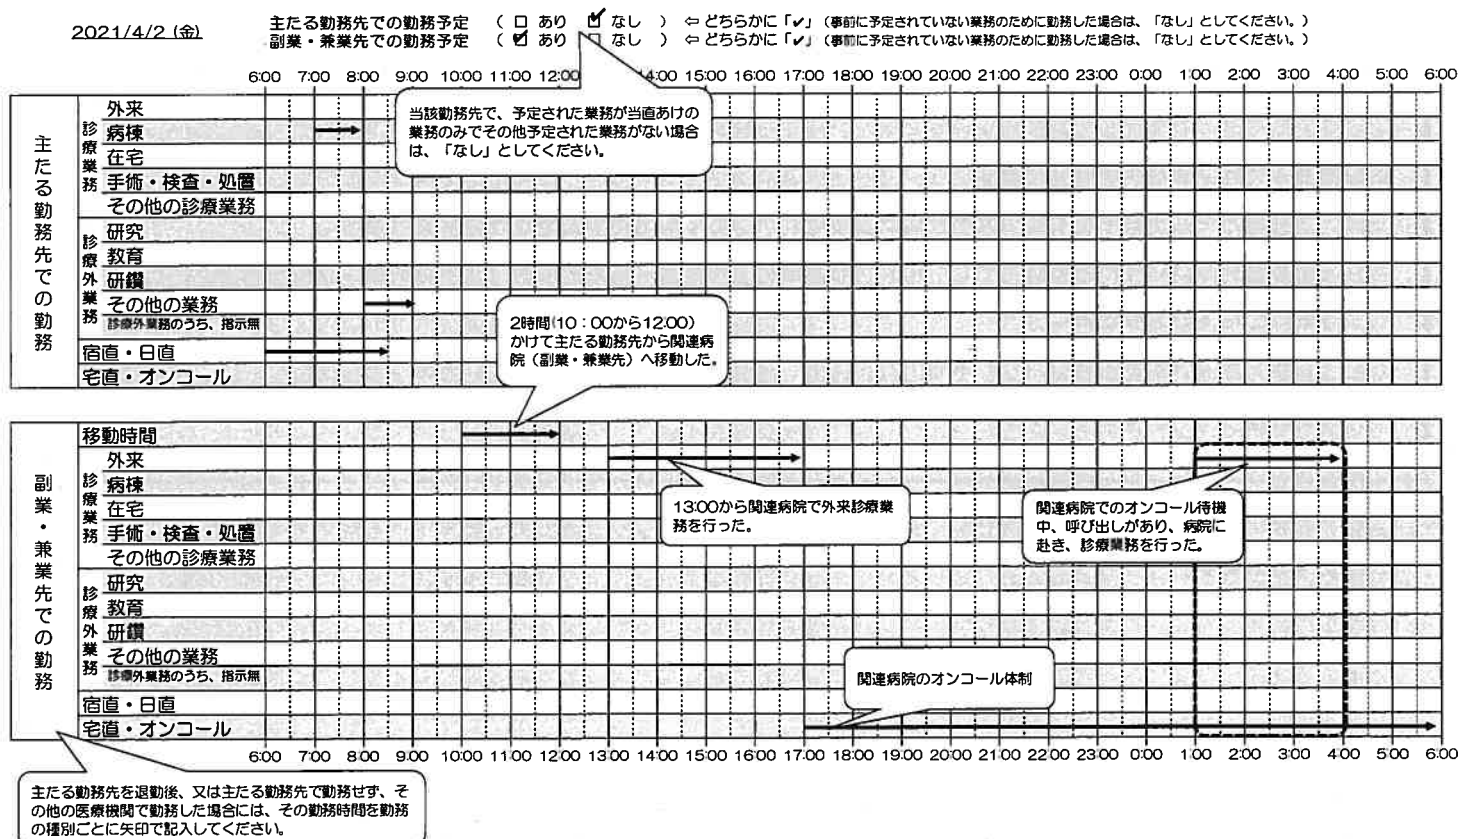 2021/4/2 (金)
主たる勤務先での勤務予定 ( □ あり ☑ なし ) ⇦ どちらかに「✓」(事前に予定されていない業務のために勤務した場合は、「なし」としてください。)
副業・兼業先での勤務予定 ( ☑ あり □ なし ) ⇦ どちらかに「✓」(事前に予定されていない業務のために勤務した場合は、「なし」としてください。)
6:00 7:00 8:00 9:00 10:00 11:00 12:00 14:00 15:00 16:00 17:00 18:00 19:00 20:00 21:00 22:00 23:00 0:00 1:00 2:00 3:00 4:00 5:00 6:00
当該勤務先で、予定された業務が当直あけの
業務のみでその他予定された業務がない場合
は、「なし」としてください。
主たる勤務先での勤務
診療業務
外来
病棟
在宅
手術・検査・処置
その他の診療業務
診療外業務
研究
教育
研鑽
その他の業務
診療外業務のうち、指示無
宿直・日直
宅直・オンコール
2時間(10:00から12:00)
かけて主たる勤務先から関連病
院(副業・兼業先)へ移動した。
副業・兼業先での勤務
移動時間
診療業務
外来
病棟
在宅
手術・検査・処置
その他の診療業務
診療外業務
研究
教育
研鑽
その他の業務
診療外業務のうち、指示無
宿直・日直
宅直・オンコール
13:00から関連病院で外来診療業
務を行った。
関連病院でのオンコール待機
中、呼び出しがあり、病院に
赴き、診療業務を行った。
関連病院のオンコール体制
6:00 7:00 8:00 9:00 10:00 11:00 12:00 13:00 14:00 15:00 16:00 17:00 18:00 19:00 20:00 21:00 22:00 23:00 0:00 1:00 2:00 3:00 4:00 5:00 6:00
主たる勤務先を退勤後、又は主たる勤務先で勤務せず、そ
の他の医療機関で勤務した場合には、その勤務時間を勤務
の種別ごとに矢印で記入してください。